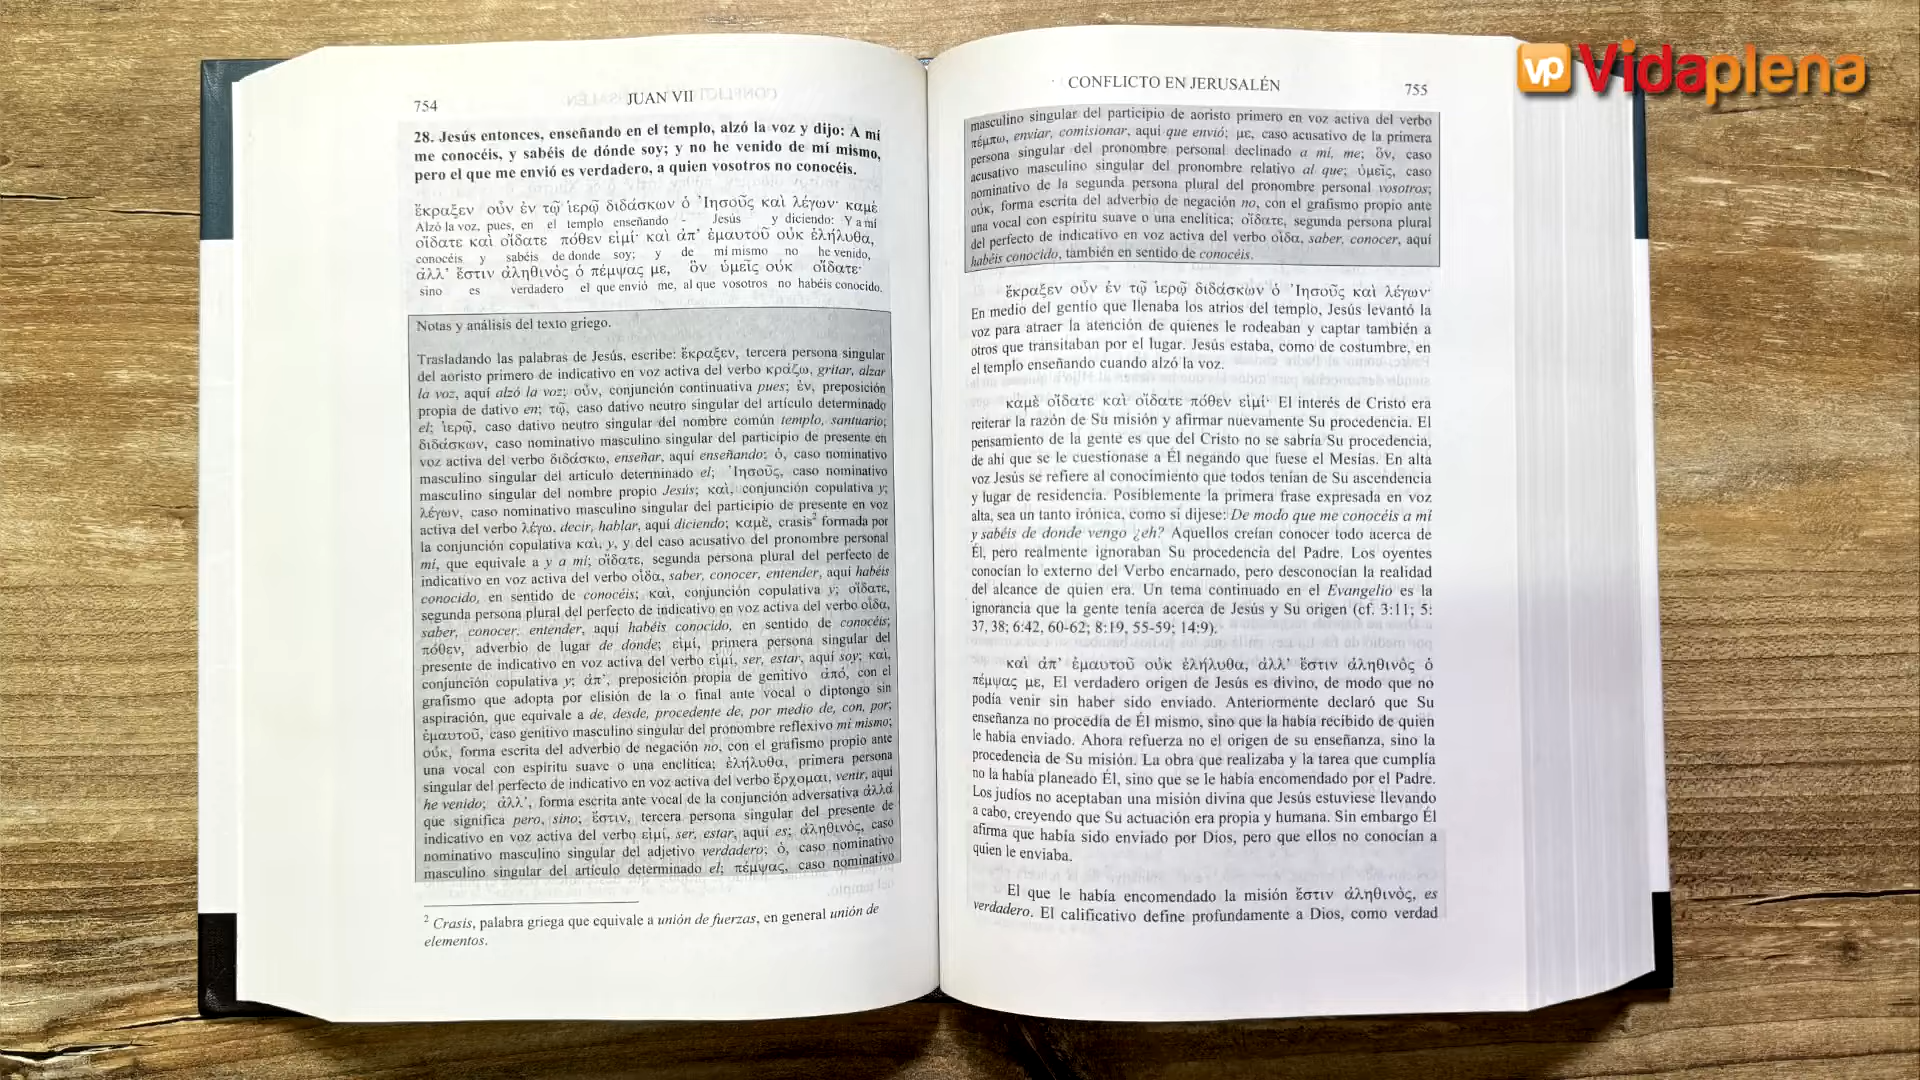 Vidaplena
754
JUAN VII
28. Jesús entonces, enseñando en el templo, alzó la voz y dijo: A mí
me conocéis, y sabéis de dónde soy; y no he venido de mí mismo,
pero el que me envió es verdadero, a quien vosotros no conocéis.
ἔκραξεν οὖν ἐν τῷ ἱερῷ διδάσκων ὁ Ἰησοῦς καὶ λέγων· καμὲ
Alzó la voz, pues, en el templo enseñando - Jesús y diciendo: Y a mí
οἴδατε καὶ οἴδατε πόθεν εἰμί· καὶ ἀπ’ ἐμαυτοῦ οὐκ ἐλήλυθα,
conocéis y sabéis de donde soy; y de mí mismo no he venido,
ἀλλ’ ἔστιν ἀληθινὸς ὁ πέμψας με, ὃν ὑμεῖς οὐκ οἴδατε·
sino es verdadero el que envió me, al que vosotros no habéis conocido.
Notas y análisis del texto griego.
Trasladando las palabras de Jesús, escribe: ἔκραξεν, tercera persona singular
del aoristo primero de indicativo en voz activa del verbo κράζω, gritar, alzar
la voz, aquí alzó la voz; οὖν, conjunción continuativa pues; ἐν, preposición
propia de dativo en; τῷ, caso dativo neutro singular del artículo determinado
el; ἱερῷ, caso dativo neutro singular del nombre común templo, santuario;
διδάσκων, caso nominativo masculino singular del participio de presente en
voz activa del verbo διδάσκω, enseñar, aquí enseñando; ὁ, caso nominativo
masculino singular del artículo determinado el; Ἰησοῦς, caso nominativo
masculino singular del nombre propio Jesús; καὶ, conjunción copulativa y;
λέγων, caso nominativo masculino singular del participio de presente en voz
activa del verbo λέγω, decir, hablar, aquí diciendo; καμὲ, crasis² formada por
la conjunción copulativa καὶ, y, y del caso acusativo del pronombre personal
mí, que equivale a y a mí; οἴδατε, segunda persona plural del perfecto de
indicativo en voz activa del verbo οἶδα, saber, conocer, entender, aquí habéis
conocido, en sentido de conocéis; καὶ, conjunción copulativa y; οἴδατε,
segunda persona plural del perfecto de indicativo en voz activa del verbo οἶδα,
saber, conocer, entender, aquí habéis conocido, en sentido de conocéis;
πόθεν, adverbio de lugar de donde; εἰμί, primera persona singular del
presente de indicativo en voz activa del verbo εἰμί, ser, estar, aquí soy; καὶ,
conjunción copulativa y; ἀπ’, preposición propia de genitivo ἀπό, con el
grafismo que adopta por elisión de la o final ante vocal o diptongo sin
aspiración, que equivale a de, desde, procedente de, por medio de, con, por;
ἐμαυτοῦ, caso genitivo masculino singular del pronombre reflexivo mí mismo;
οὐκ, forma escrita del adverbio de negación no, con el grafismo propio ante
una vocal con espíritu suave o una enclítica; ἐλήλυθα, primera persona
singular del perfecto de indicativo en voz activa del verbo ἔρχομαι, venir, aquí
he venido; ἀλλ’, forma escrita ante vocal de la conjunción adversativa ἀλλά
que significa pero, sino; ἔστιν, tercera persona singular del presente de
indicativo en voz activa del verbo εἰμί, ser, estar, aquí es; ἀληθινὸς, caso
nominativo masculino singular del adjetivo verdadero; ὁ, caso nominativo
masculino singular del artículo determinado el; πέμψας, caso nominativo
² Crasis, palabra griega que equivale a unión de fuerzas, en general unión de
elementos.
CONFLICTO EN JERUSALÉN
755
masculino singular del participio de aoristo primero en voz activa del verbo
πέμπω, enviar, comisionar, aquí que envió; με, caso acusativo de la primera
persona singular del pronombre personal declinado a mí, me; ὃν, caso
acusativo masculino singular del pronombre relativo al que; ὑμεῖς, caso
nominativo de la segunda persona plural del pronombre personal vosotros;
οὐκ, forma escrita del adverbio de negación no, con el grafismo propio ante
una vocal con espíritu suave o una enclítica; οἴδατε, segunda persona plural
del perfecto de indicativo en voz activa del verbo οἶδα, saber, conocer, aquí
habéis conocido, también en sentido de conocéis.
ἔκραξεν οὖν ἐν τῷ ἱερῷ διδάσκων ὁ Ἰησοῦς καὶ λέγων·
En medio del gentío que llenaba los atrios del templo, Jesús levantó la
voz para atraer la atención de quienes le rodeaban y captar también a
otros que transitaban por el lugar. Jesús estaba, como de costumbre, en
el templo enseñando cuando alzó la voz.
καμὲ οἴδατε καὶ οἴδατε πόθεν εἰμί· El interés de Cristo era
reiterar la razón de Su misión y afirmar nuevamente Su procedencia. El
pensamiento de la gente es que del Cristo no se sabría Su procedencia,
de ahí que se le cuestionase a Él negando que fuese el Mesías. En alta
voz Jesús se refiere al conocimiento que todos tenían de Su ascendencia
y lugar de residencia. Posiblemente la primera frase expresada en voz
alta, sea un tanto irónica, como si dijese: De modo que me conocéis a mí
y sabéis de donde vengo ¿eh? Aquellos creían conocer todo acerca de
Él, pero realmente ignoraban Su procedencia del Padre. Los oyentes
conocían lo externo del Verbo encarnado, pero desconocían la realidad
del alcance de quien era. Un tema continuado en el Evangelio es la
ignorancia que la gente tenía acerca de Jesús y Su origen (cf. 3:11; 5:
37, 38; 6:42, 60-62; 8:19, 55-59; 14:9).
καὶ ἀπ’ ἐμαυτοῦ οὐκ ἐλήλυθα, ἀλλ’ ἔστιν ἀληθινὸς ὁ
πέμψας με, El verdadero origen de Jesús es divino, de modo que no
podía venir sin haber sido enviado. Anteriormente declaró que Su
enseñanza no procedía de Él mismo, sino que la había recibido de quien
le había enviado. Ahora refuerza no el origen de su enseñanza, sino la
procedencia de Su misión. La obra que realizaba y la tarea que cumplía
no la había planeado Él, sino que se le había encomendado por el Padre.
Los judíos no aceptaban una misión divina que Jesús estuviese llevando
a cabo, creyendo que Su actuación era propia y humana. Sin embargo Él
afirma que había sido enviado por Dios, pero que ellos no conocían a
quien le enviaba.
El que le había encomendado la misión ἔστιν ἀληθινὸς, es
verdadero. El calificativo define profundamente a Dios, como verdad